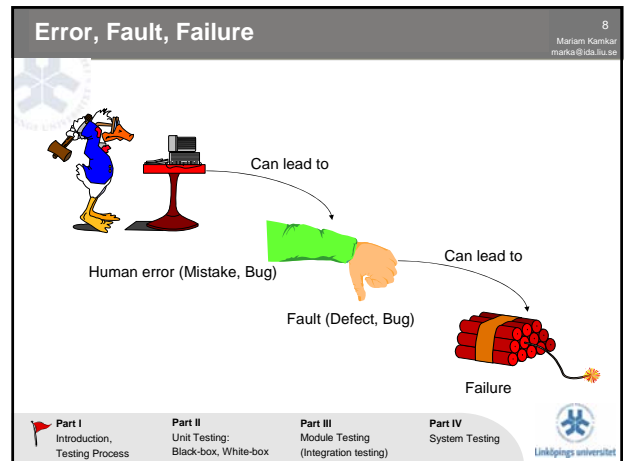 Error, Fault, Failure
8
Mariam Kamkar
marka@ida.liu.se
Can lead to
Human error (Mistake, Bug)
Can lead to
Fault (Defect, Bug)
Failure
Part I
Introduction,
Testing Process
Part II
Unit Testing:
Black-box, White-box
Part III
Module Testing
(Integration testing)
Part IV
System Testing
Linköpings universitet